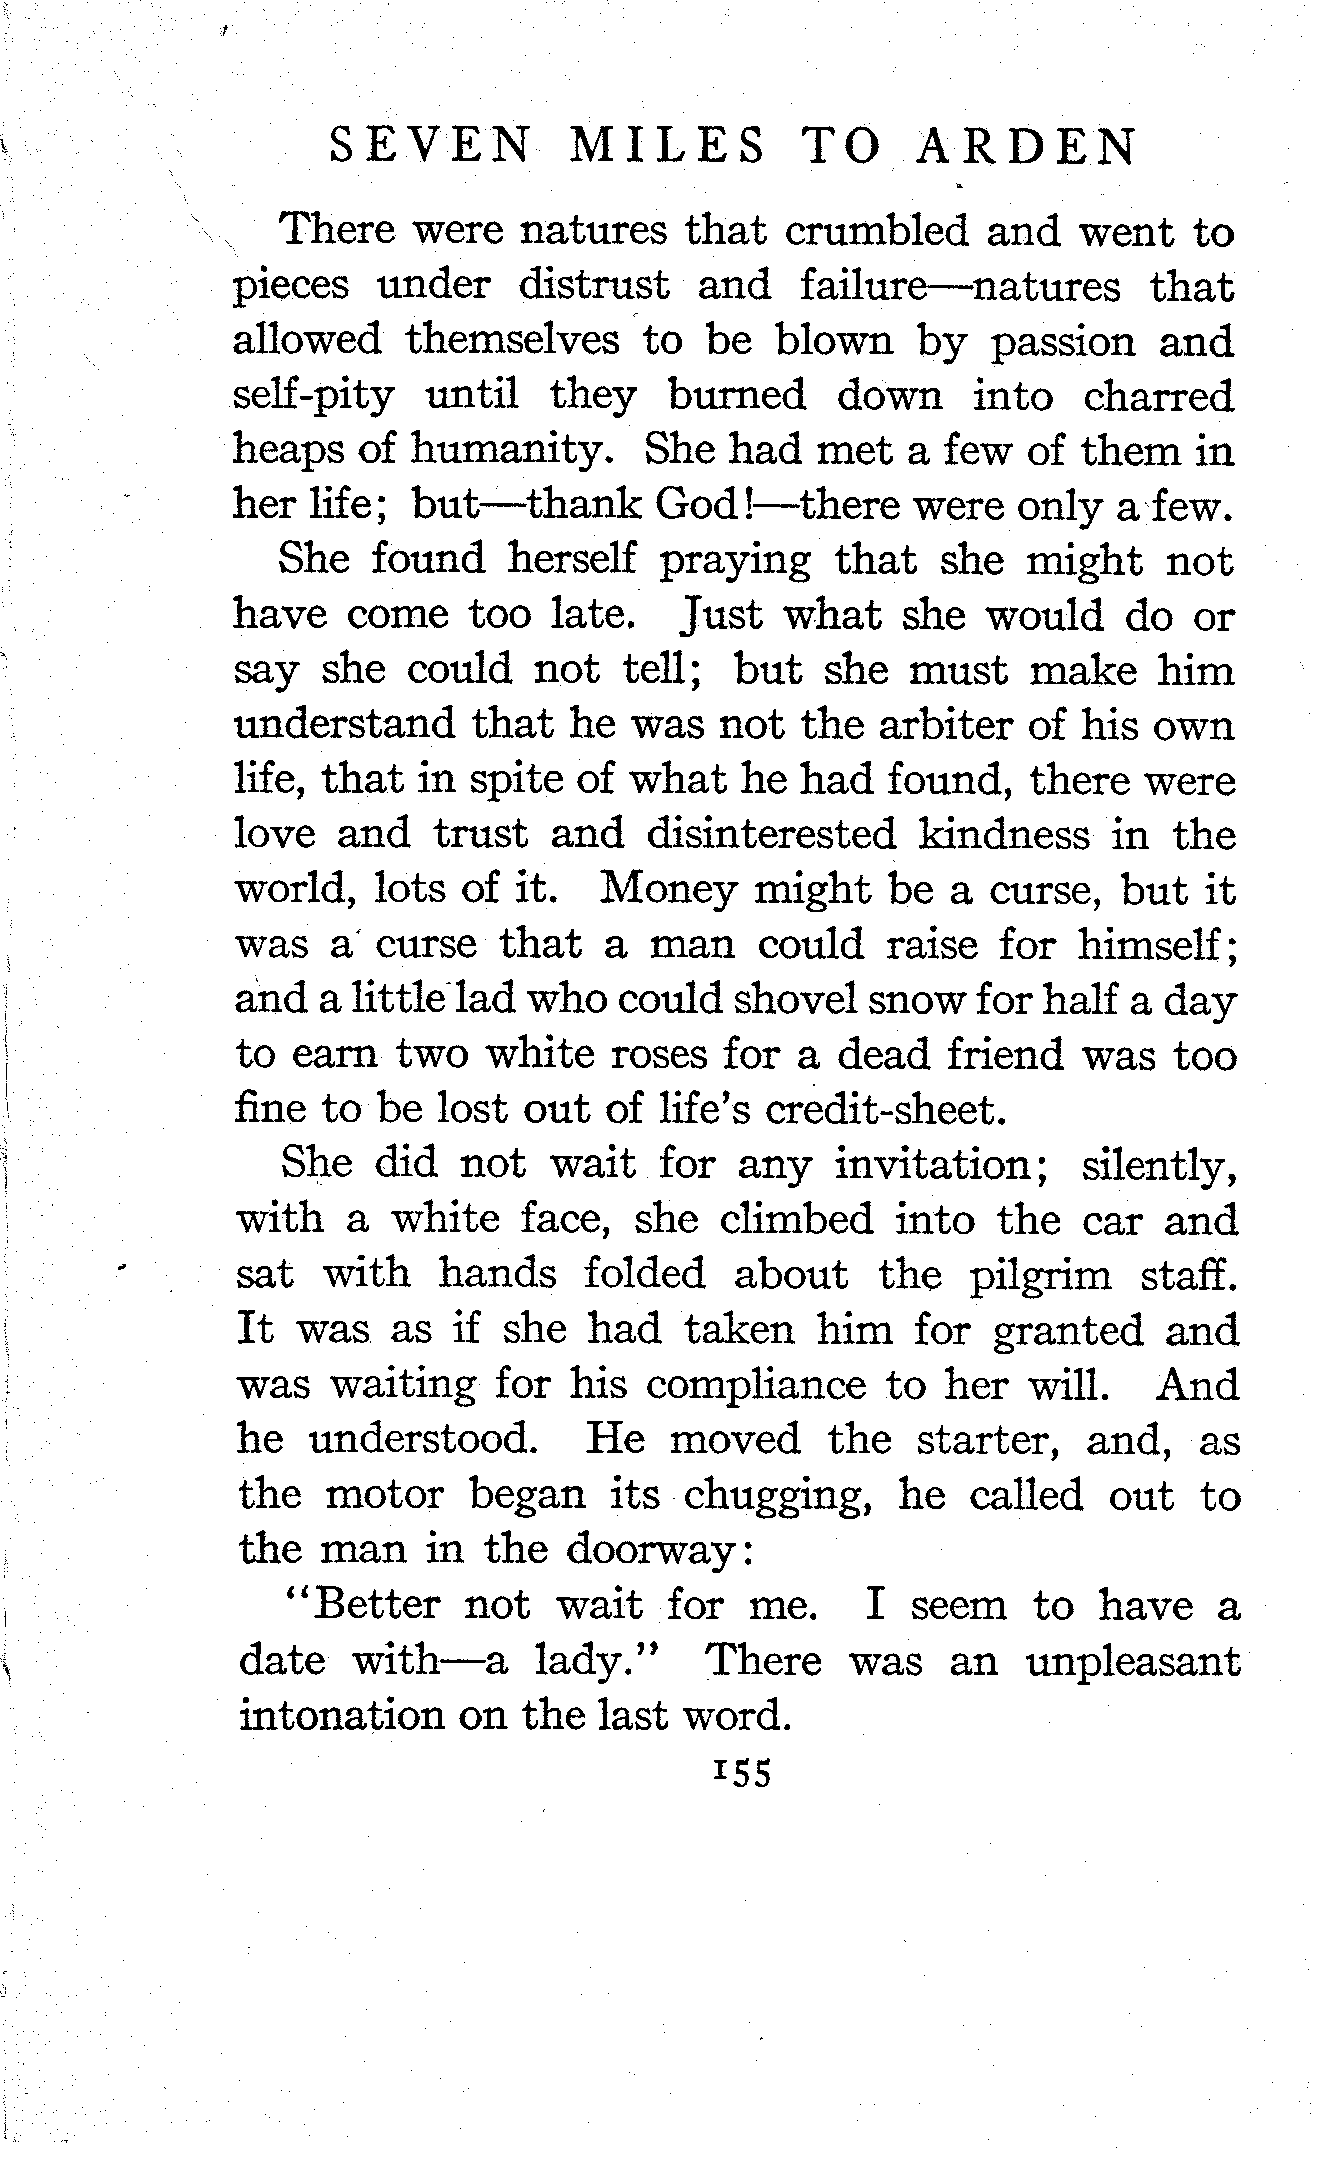 SEVEN MILES TO ARDEN
There were natures that crumbled and went to
pieces under distrust and failure—natures that
allowed themselves to be blown by passion and
self-pity until they burned down into charred
heaps of humanity. She had met a few of them in
her life; but—thank God!—there were only a few.
She found herself praying that she might not
have come too late. Just what she would do or
say she could not tell; but she must make him
understand that he was not the arbiter of his own
life, that in spite of what he had found, there were
love and trust and disinterested kindness in the
world, lots of it. Money might be a curse, but it
was a curse that a man could raise for himself;
and a little lad who could shovel snow for half a day
to earn two white roses for a dead friend was too
fine to be lost out of life's credit-sheet.
She did not wait for any invitation; silently,
with a white face, she climbed into the car and
sat with hands folded about the pilgrim staff.
It was as if she had taken him for granted and
was waiting for his compliance to her will. And
he understood. He moved the starter, and, as
the motor began its chugging, he called out to
the man in the doorway:
“Better not wait for me. I seem to have a
date with—a lady.” There was an unpleasant
intonation on the last word.
155